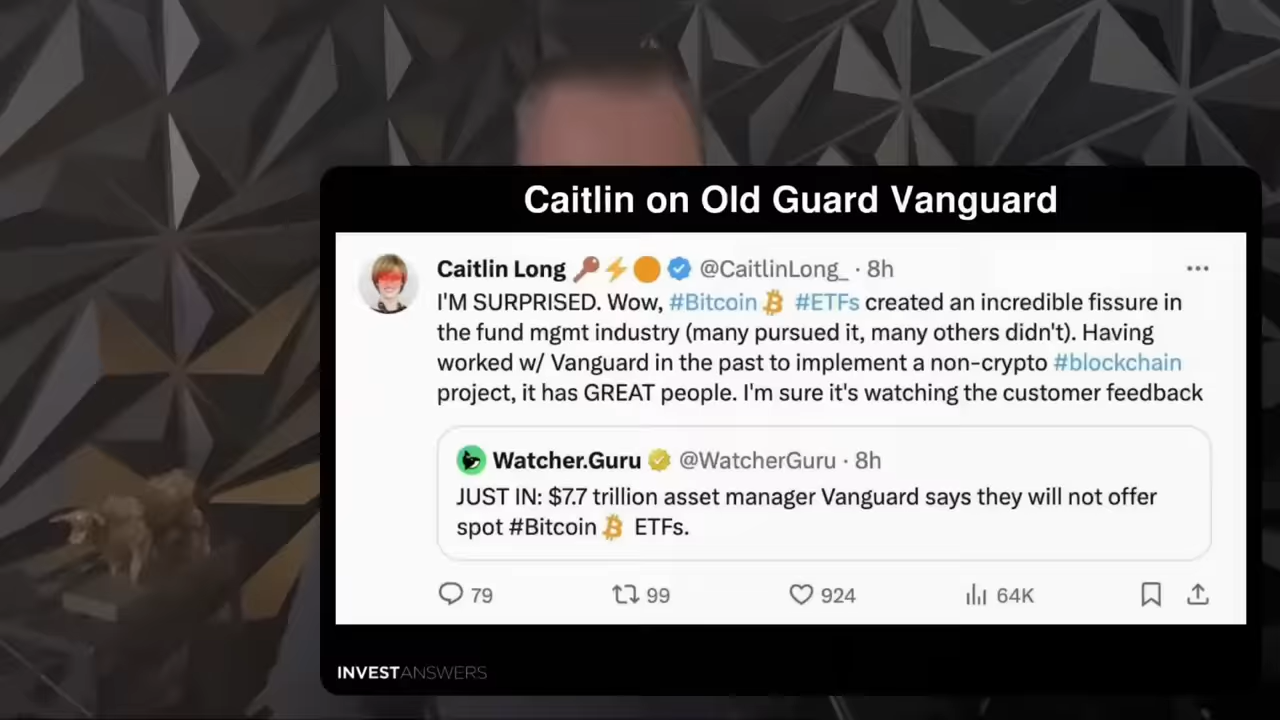 Caitlin on Old Guard Vanguard
Caitlin Long 🔑⚡🟠 @CaitlinLong_ · 8h
I'M SURPRISED. Wow, #Bitcoin #ETFs created an incredible fissure in
the fund mgmt industry (many pursued it, many others didn't). Having
worked w/ Vanguard in the past to implement a non-crypto #blockchain
project, it has GREAT people. I'm sure it's watching the customer feedback
Watcher.Guru @WatcherGuru · 8h
JUST IN: $7.7 trillion asset manager Vanguard says they will not offer
spot #Bitcoin ETFs.
79 99 924 64K
INVESTANSWERS